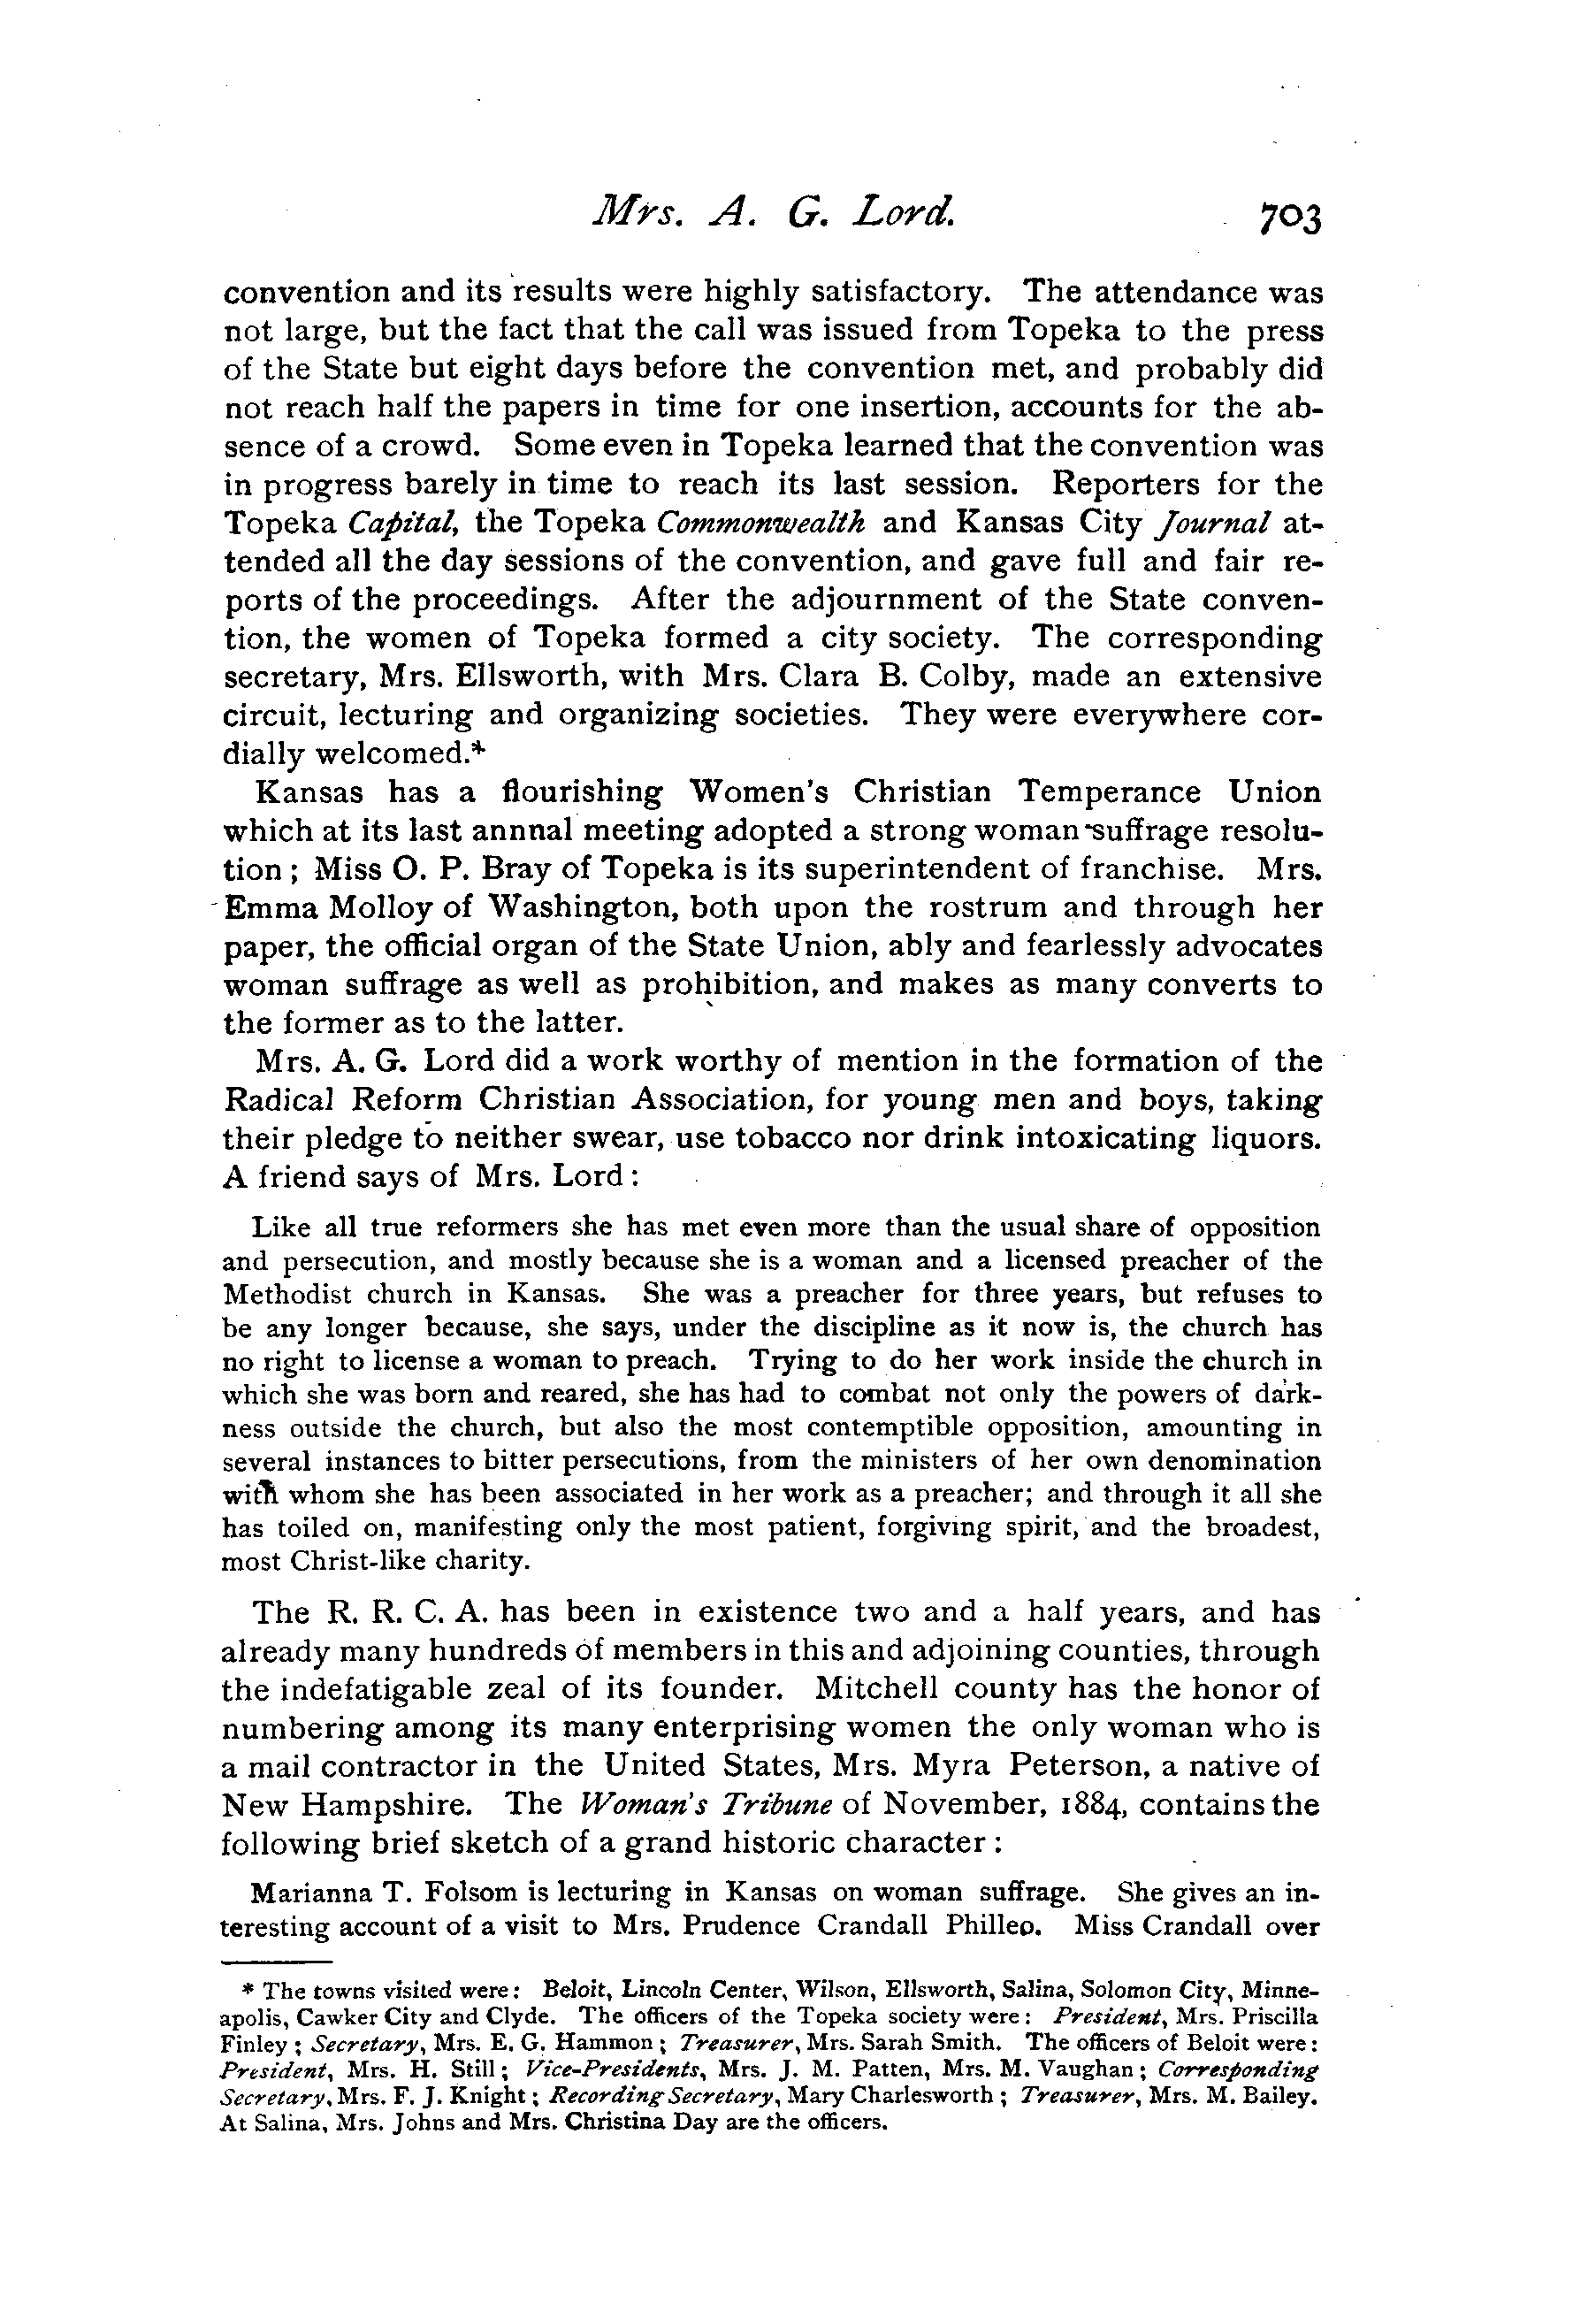 Mrs. A. G. Lord. 703
convention and its results were highly satisfactory. The attendance was
not large, but the fact that the call was issued from Topeka to the press
of the State but eight days before the convention met, and probably did
not reach half the papers in time for one insertion, accounts for the ab-
sence of a crowd. Some even in Topeka learned that the convention was
in progress barely in time to reach its last session. Reporters for the
Topeka Capital, the Topeka Commonwealth and Kansas City Journal at-
tended all the day sessions of the convention, and gave full and fair re-
ports of the proceedings. After the adjournment of the State conven-
tion, the women of Topeka formed a city society. The corresponding
secretary, Mrs. Ellsworth, with Mrs. Clara B. Colby, made an extensive
circuit, lecturing and organizing societies. They were everywhere cor-
dially welcomed.*
Kansas has a flourishing Women's Christian Temperance Union
which at its last annnal meeting adopted a strong woman-suffrage resolu-
tion; Miss O. P. Bray of Topeka is its superintendent of franchise. Mrs.
Emma Molloy of Washington, both upon the rostrum and through her
paper, the official organ of the State Union, ably and fearlessly advocates
woman suffrage as well as prohibition, and makes as many converts to
the former as to the latter.
Mrs. A. G. Lord did a work worthy of mention in the formation of the
Radical Reform Christian Association, for young men and boys, taking
their pledge to neither swear, use tobacco nor drink intoxicating liquors.
A friend says of Mrs. Lord:
Like all true reformers she has met even more than the usual share of opposition
and persecution, and mostly because she is a woman and a licensed preacher of the
Methodist church in Kansas. She was a preacher for three years, but refuses to
be any longer because, she says, under the discipline as it now is, the church has
no right to license a woman to preach. Trying to do her work inside the church in
which she was born and reared, she has had to combat not only the powers of dark-
ness outside the church, but also the most contemptible opposition, amounting in
several instances to bitter persecutions, from the ministers of her own denomination
with whom she has been associated in her work as a preacher; and through it all she
has toiled on, manifesting only the most patient, forgiving spirit, and the broadest,
most Christ-like charity.
The R. R. C. A. has been in existence two and a half years, and has
already many hundreds of members in this and adjoining counties, through
the indefatigable zeal of its founder. Mitchell county has the honor of
numbering among its many enterprising women the only woman who is
a mail contractor in the United States, Mrs. Myra Peterson, a native of
New Hampshire. The Woman's Tribune of November, 1884, contains the
following brief sketch of a grand historic character:
Marianna T. Folsom is lecturing in Kansas on woman suffrage. She gives an in-
teresting account of a visit to Mrs. Prudence Crandall Philleo. Miss Crandall over
* The towns visited were: Beloit, Lincoln Center, Wilson, Ellsworth, Salina, Solomon City, Minne-
apolis, Cawker City and Clyde. The officers of the Topeka society were: President, Mrs. Priscilla
Finley; Secretary, Mrs. E. G. Hammon; Treasurer, Mrs. Sarah Smith. The officers of Beloit were:
President, Mrs. H. Still; Vice-Presidents, Mrs. J. M. Patten, Mrs. M. Vaughan; Corresponding
Secretary, Mrs. F. J. Knight; Recording Secretary, Mary Charlesworth; Treasurer, Mrs. M. Bailey.
At Salina, Mrs. Johns and Mrs. Christina Day are the officers.